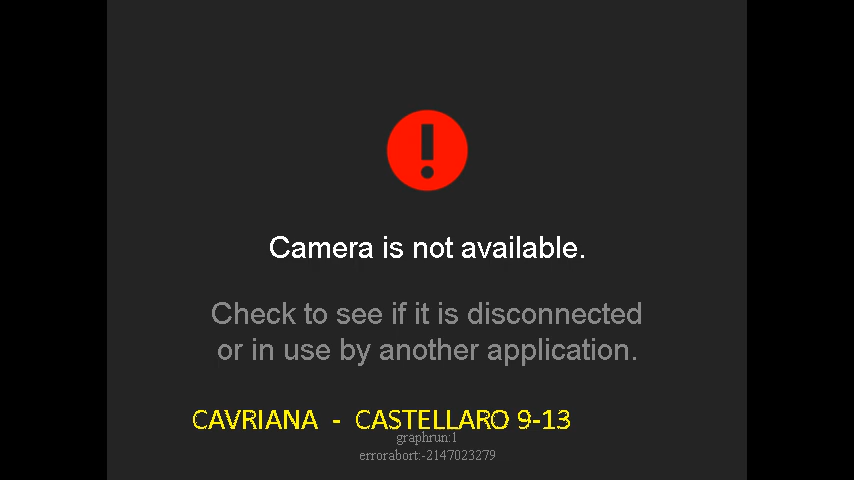 Camera is not available.
Check to see if it is disconnected
or in use by another application.
CAVRIANA - CASTELLARO 9-13
graphrun:1
errorabort:-2147023279